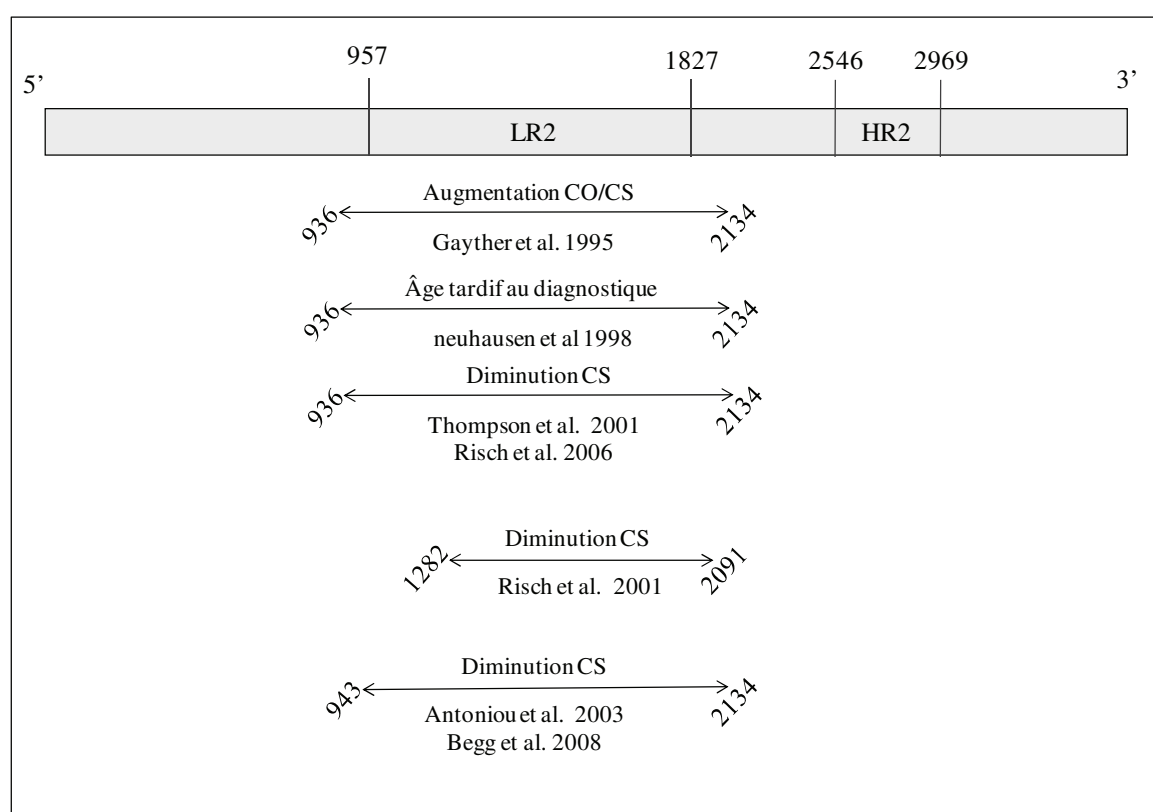 957 1827 2546 2969
5’ 3’
LR2 HR2
Augmentation CO/CS
936 2134
Gayther et al. 1995
Âge tardif au diagnostique
936 2134
neuhausen et al 1998
Diminution CS
936 2134
Thompson et al. 2001
Risch et al. 2006
Diminution CS
1282 2091
Risch et al. 2001
Diminution CS
943 2134
Antoniou et al. 2003
Begg et al. 2008